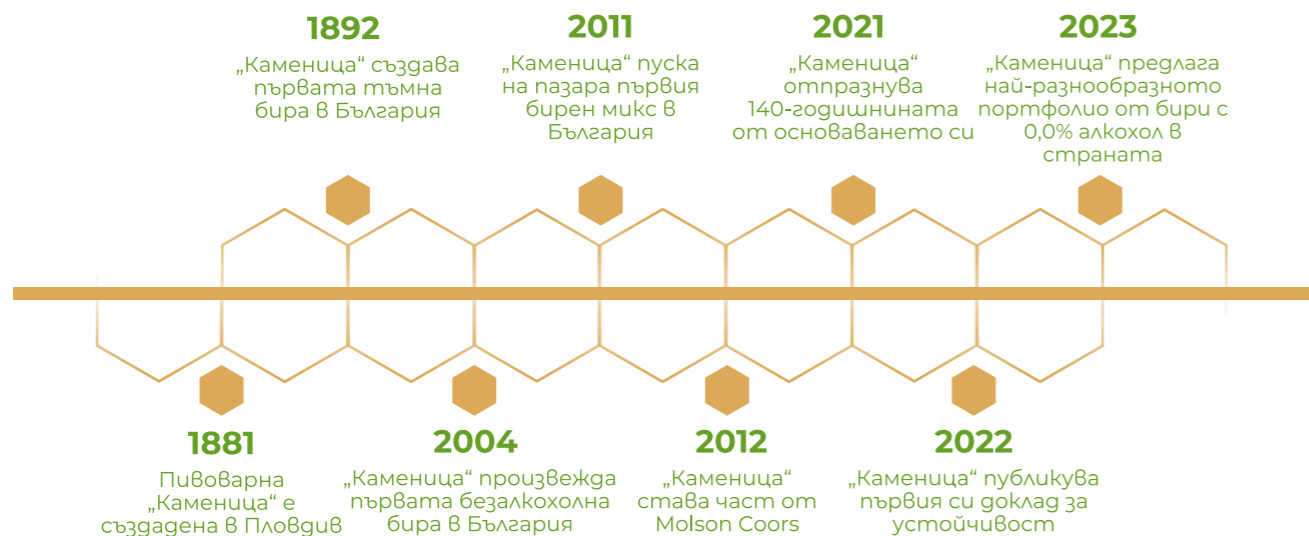 1892
„Каменица“ създава
първата тъмна
бира в България
2011
„Каменица“ пуска
на пазара първия
бирен микс в
България
2021
„Каменица“
отпразнува
140-годишнината
от основаването си
2023
„Каменица“ предлага
най-разнообразното
портфолио от бири с
0,0% алкохол в
страната
1881
Пивоварна
„Каменица“ е
създадена в Пловдив
2004
„Каменица“ произвежда
първата безалкохолна
бира в България
2012
„Каменица“
става част от
Molson Coors
2022
„Каменица“ публикува
първия си доклад за
устойчивост